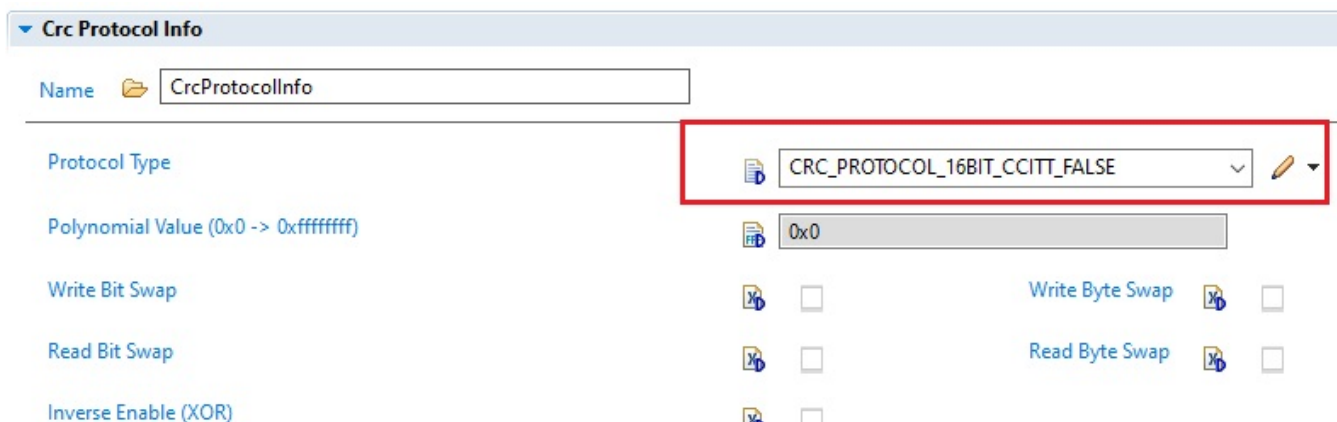 Crc Protocol Info
Name CrcProtocolInfo
Protocol Type CRC_PROTOCOL_16BIT_CCITT_FALSE
Polynomial Value (0x0 -> 0xffffffff) 0x0
Write Bit Swap Write Byte Swap
Read Bit Swap Read Byte Swap
Inverse Enable (XOR)